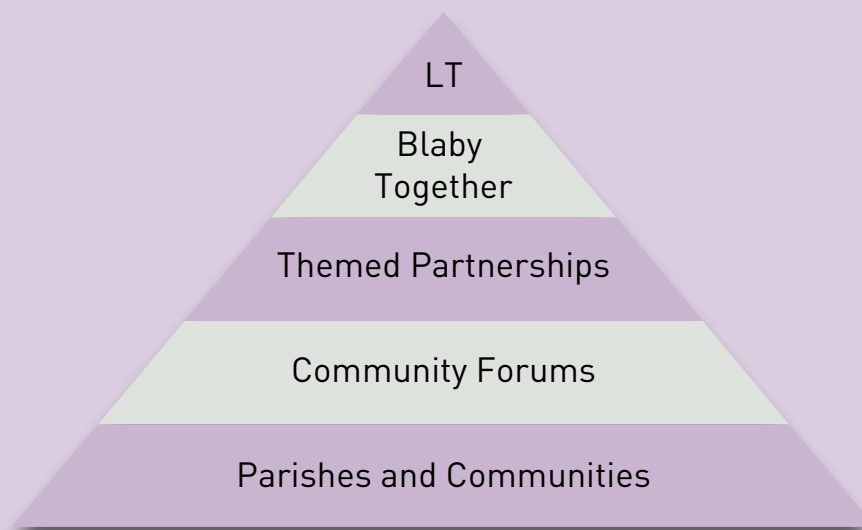 LT
Blaby
Together
Themed Partnerships
Community Forums
Parishes and Communities